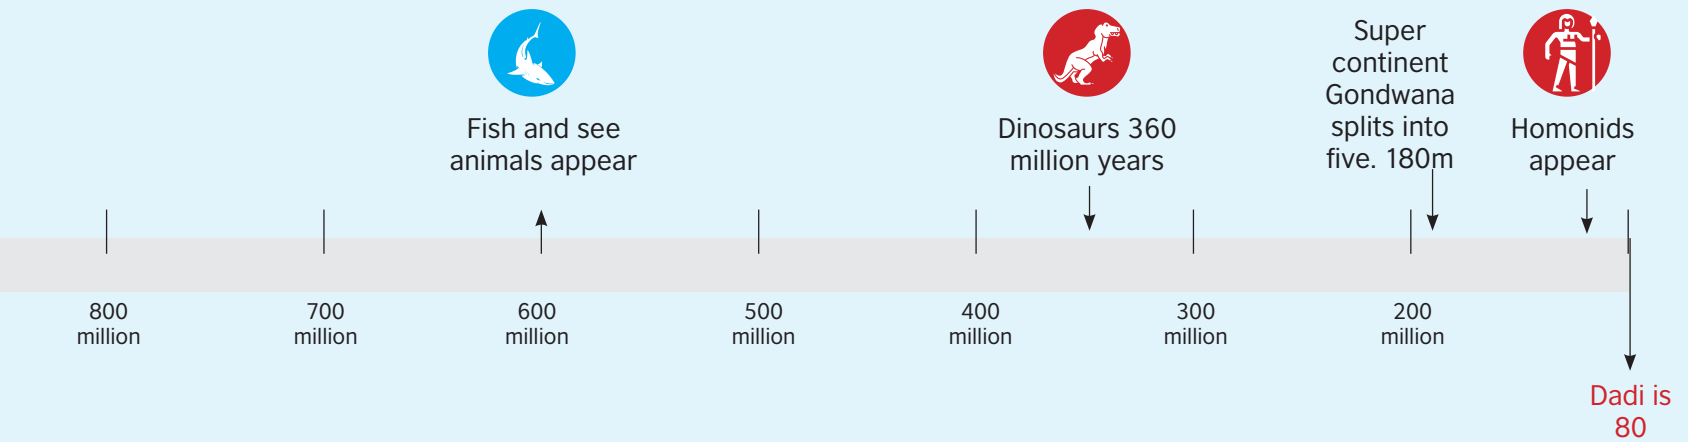 Fish and see
animals appear
Dinosaurs 360
million years
Super
continent
Gondwana
splits into
five. 180m
Homonids
appear
800
million
700
million
600
million
500
million
400
million
300
million
200
million
Dadi is
80